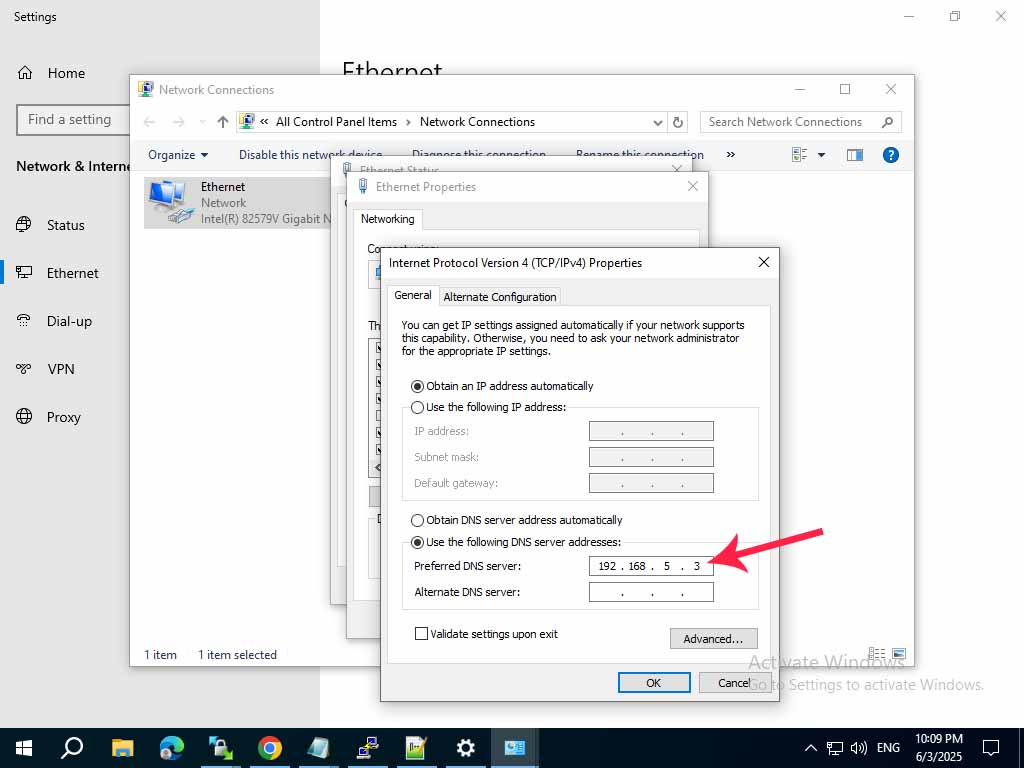 Settings
Home
Find a setting
Network & Interne
Status
Ethernet
Dial-up
VPN
Proxy
Ethernet
Network Connections
« All Control Panel Items > Network Connections
Search Network Connections
Organize Disable this network device Diagnose this connection Rename this connection »
Ethernet
Network
Intel(R) 82579V Gigabit N
Ethernet Status
Ethernet Properties
Networking
Connect using:
Th
Internet Protocol Version 4 (TCP/IPv4) Properties
General Alternate Configuration
You can get IP settings assigned automatically if your network supports
this capability. Otherwise, you need to ask your network administrator
for the appropriate IP settings.
Obtain an IP address automatically
Use the following IP address:
IP address: . . .
Subnet mask: . . .
Default gateway: . . .
Obtain DNS server address automatically
Use the following DNS server addresses:
Preferred DNS server: 192 . 168 . 5 . 3
Alternate DNS server: . . .
Validate settings upon exit
Advanced...
OK Cancel
1 item 1 item selected
Activate Windows
Go to Settings to activate Windows.
ENG
10:09 PM
6/3/2025